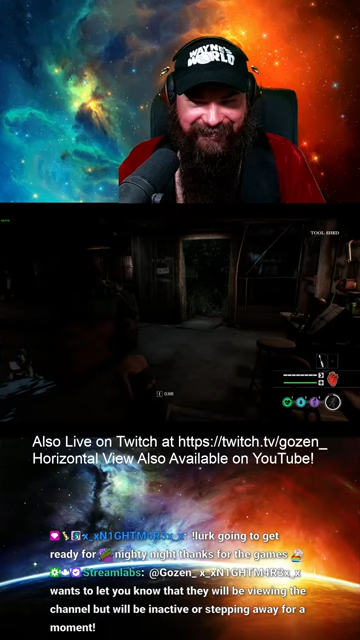 WAYNE'S
WORLD
TOOL SHED
Also Live on Twitch at https://twitch.tv/gozen_
Horizontal View Also Available on YouTube!
x_xN1GHTM4R3x_x: !lurk going to get
ready for nighty night thanks for the games
Streamlabs: @Gozen_ x_xN1GHTM4R3x_x
wants to let you know that they will be viewing the
channel but will be inactive or stepping away for a
moment!